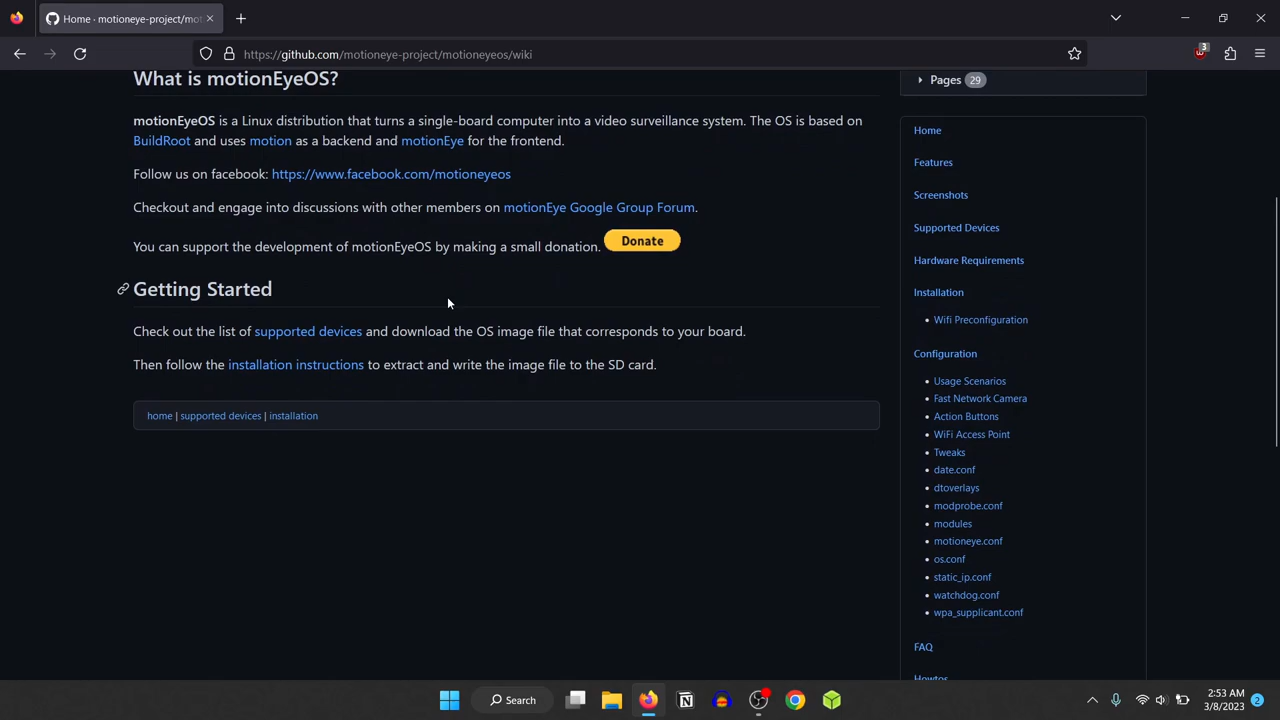 Home · motioneye-project/mot
https://github.com/motioneye-project/motioneyeos/wiki
3
What is motionEyeOS?
motionEyeOS is a Linux distribution that turns a single-board computer into a video surveillance system. The OS is based on
BuildRoot and uses motion as a backend and motionEye for the frontend.
Follow us on facebook: https://www.facebook.com/motioneyeos
Checkout and engage into discussions with other members on motionEye Google Group Forum.
You can support the development of motionEyeOS by making a small donation. Donate
Getting Started
Check out the list of supported devices and download the OS image file that corresponds to your board.
Then follow the installation instructions to extract and write the image file to the SD card.
home | supported devices | installation
Pages 29
Home
Features
Screenshots
Supported Devices
Hardware Requirements
Installation
Wifi Preconfiguration
Configuration
Usage Scenarios
Fast Network Camera
Action Buttons
WiFi Access Point
Tweaks
date.conf
dtoverlays
modprobe.conf
modules
motioneye.conf
os.conf
static_ip.conf
watchdog.conf
wpa_supplicant.conf
FAQ
Howtos
Search
2:53 AM
3/8/2023
2